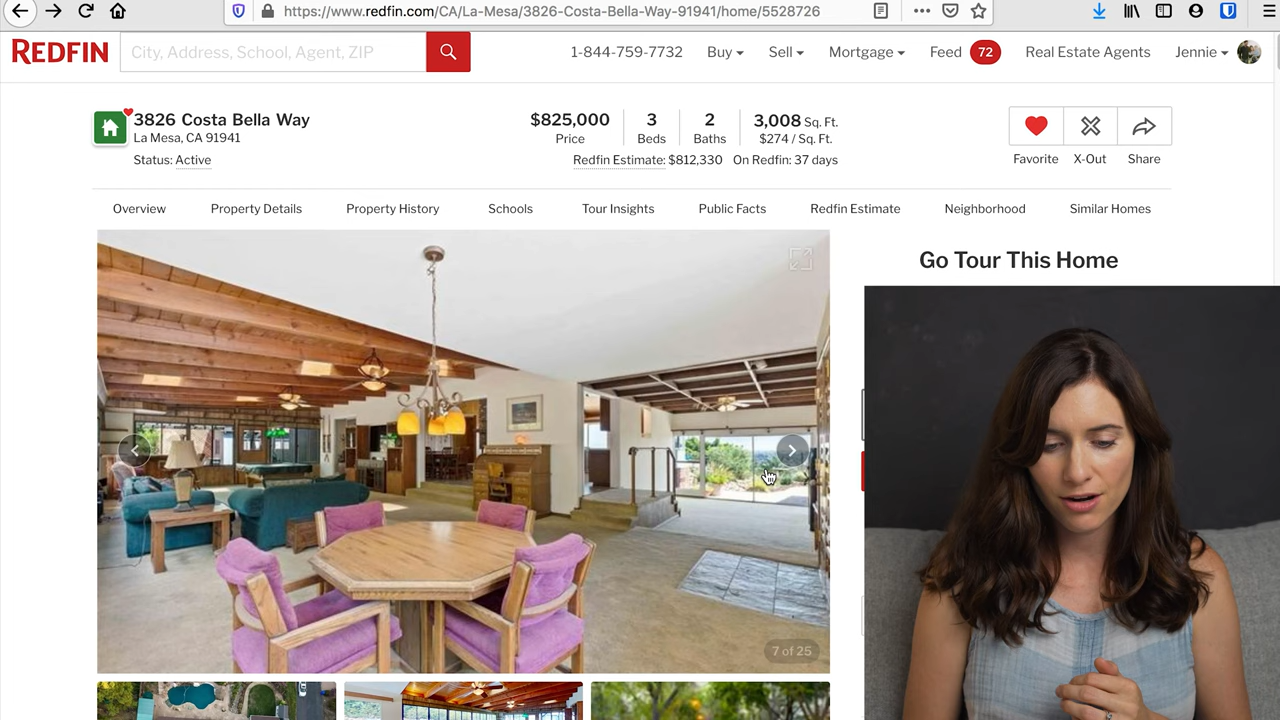 https://www.redfin.com/CA/La-Mesa/3826-Costa-Bella-Way-91941/home/5528726
REDFIN
City, Address, School, Agent, ZIP
1-844-759-7732
Buy
Sell
Mortgage
Feed
72
Real Estate Agents
Jennie
3826 Costa Bella Way
La Mesa, CA 91941
Status: Active
$825,000
Price
3
Beds
2
Baths
3,008 Sq. Ft.
$274 / Sq. Ft.
Redfin Estimate: $812,330
On Redfin: 37 days
Favorite
X-Out
Share
Overview
Property Details
Property History
Schools
Tour Insights
Public Facts
Redfin Estimate
Neighborhood
Similar Homes
Go Tour This Home
7 of 25